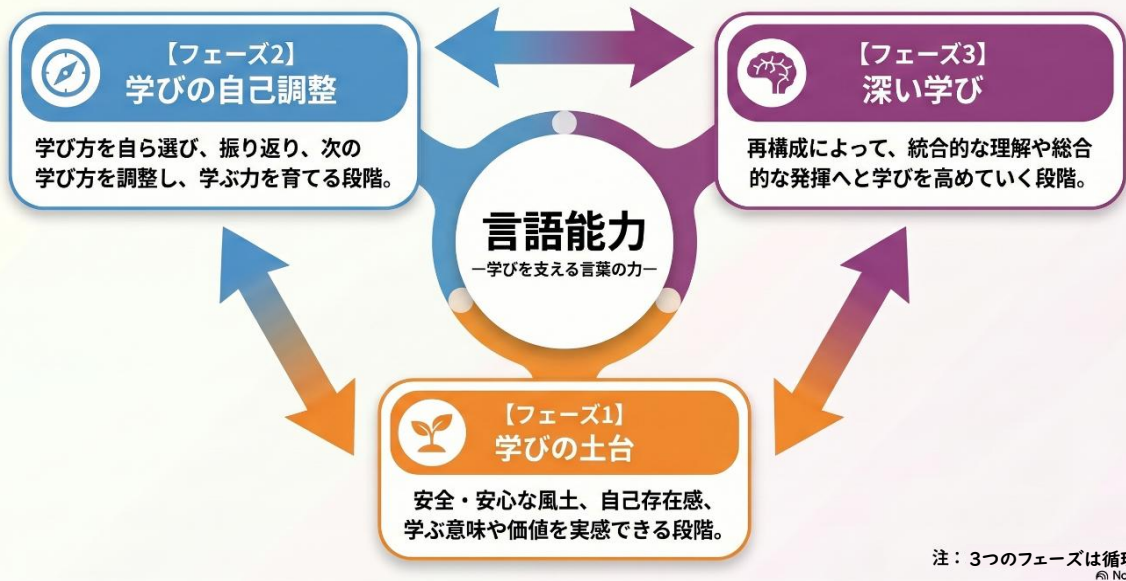 【フェーズ2】
学びの自己調整
学び方を自ら選び、振り返り、次の
学び方を調整し、学ぶ力を育てる段階。
【フェーズ3】
深い学び
再構成によって、統合的な理解や総合
的な発揮へと学びを高めていく段階。
言語能力
―学びを支える言葉の力―
【フェーズ1】
学びの土台
安全・安心な風土、自己存在感、
学ぶ意味や価値を実感できる段階。
注：3つのフェーズは循環